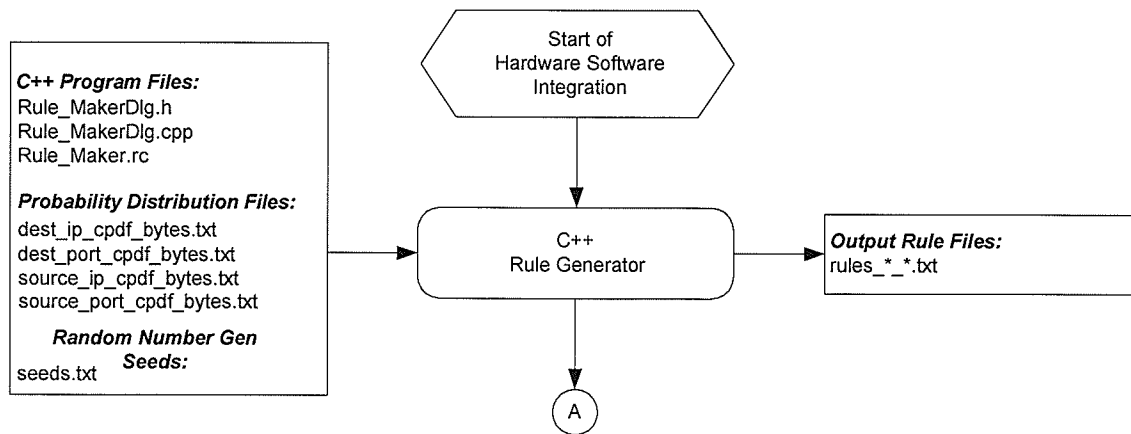 C++ Program Files:
Rule_MakerDlg.h
Rule_MakerDlg.cpp
Rule_Maker.rc
Probability Distribution Files:
dest_ip_cpdf_bytes.txt
dest_port_cpdf_bytes.txt
source_ip_cpdf_bytes.txt
source_port_cpdf_bytes.txt
Random Number Gen
Seeds:
seeds.txt
Start of
Hardware Software
Integration
C++
Rule Generator
Output Rule Files:
rules_*_*.txt
A